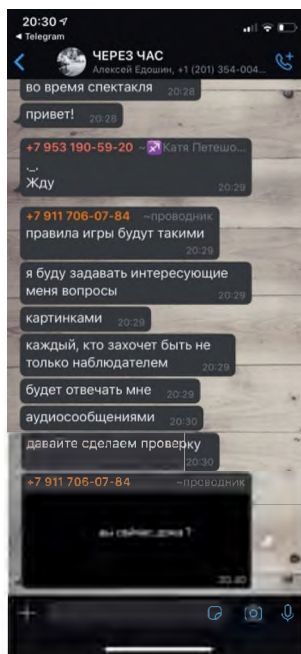 20:30
Telegram
ЧЕРЕЗ ЧАС
Алексей Едошин, +1 (201) 354-004...
во время спектакля 20:28
привет! 20:28
+7 953 190-59-20 ~♐Катя Петешо...
._.
Жду
20:29
+7 911 706-07-84 ~проводник
правила игры будут такими
20:29
я буду задавать интересующие
меня вопросы
20:29
картинками 20:29
каждый, кто захочет быть не
только наблюдателем
20:29
будет отвечать мне 20:29
аудиосообщениями 20:30
давайте сделаем проверку
20:30
+7 911 706-07-84 ~проводник
вы сейчас дома ?